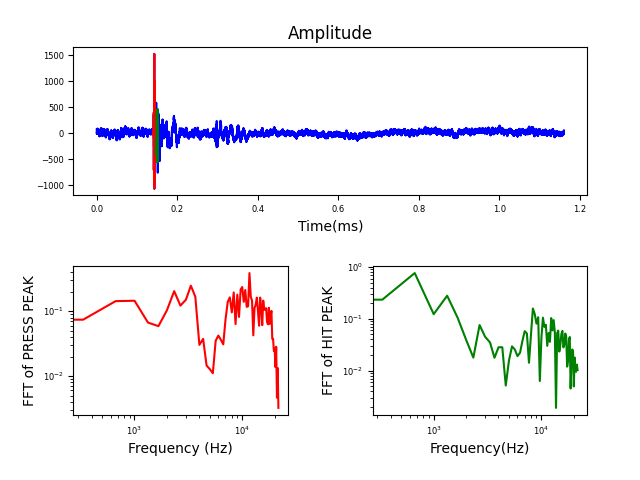 Amplitude
1500
1000
500
0
−500
−1000
0.0 0.2 0.4 0.6 0.8 1.0 1.2
Time(ms)
FFT of PRESS PEAK
10⁻¹
10⁻²
10³ 10⁴
Frequency (Hz)
FFT of HIT PEAK
10⁰
10⁻¹
10⁻²
10³ 10⁴
Frequency(Hz)